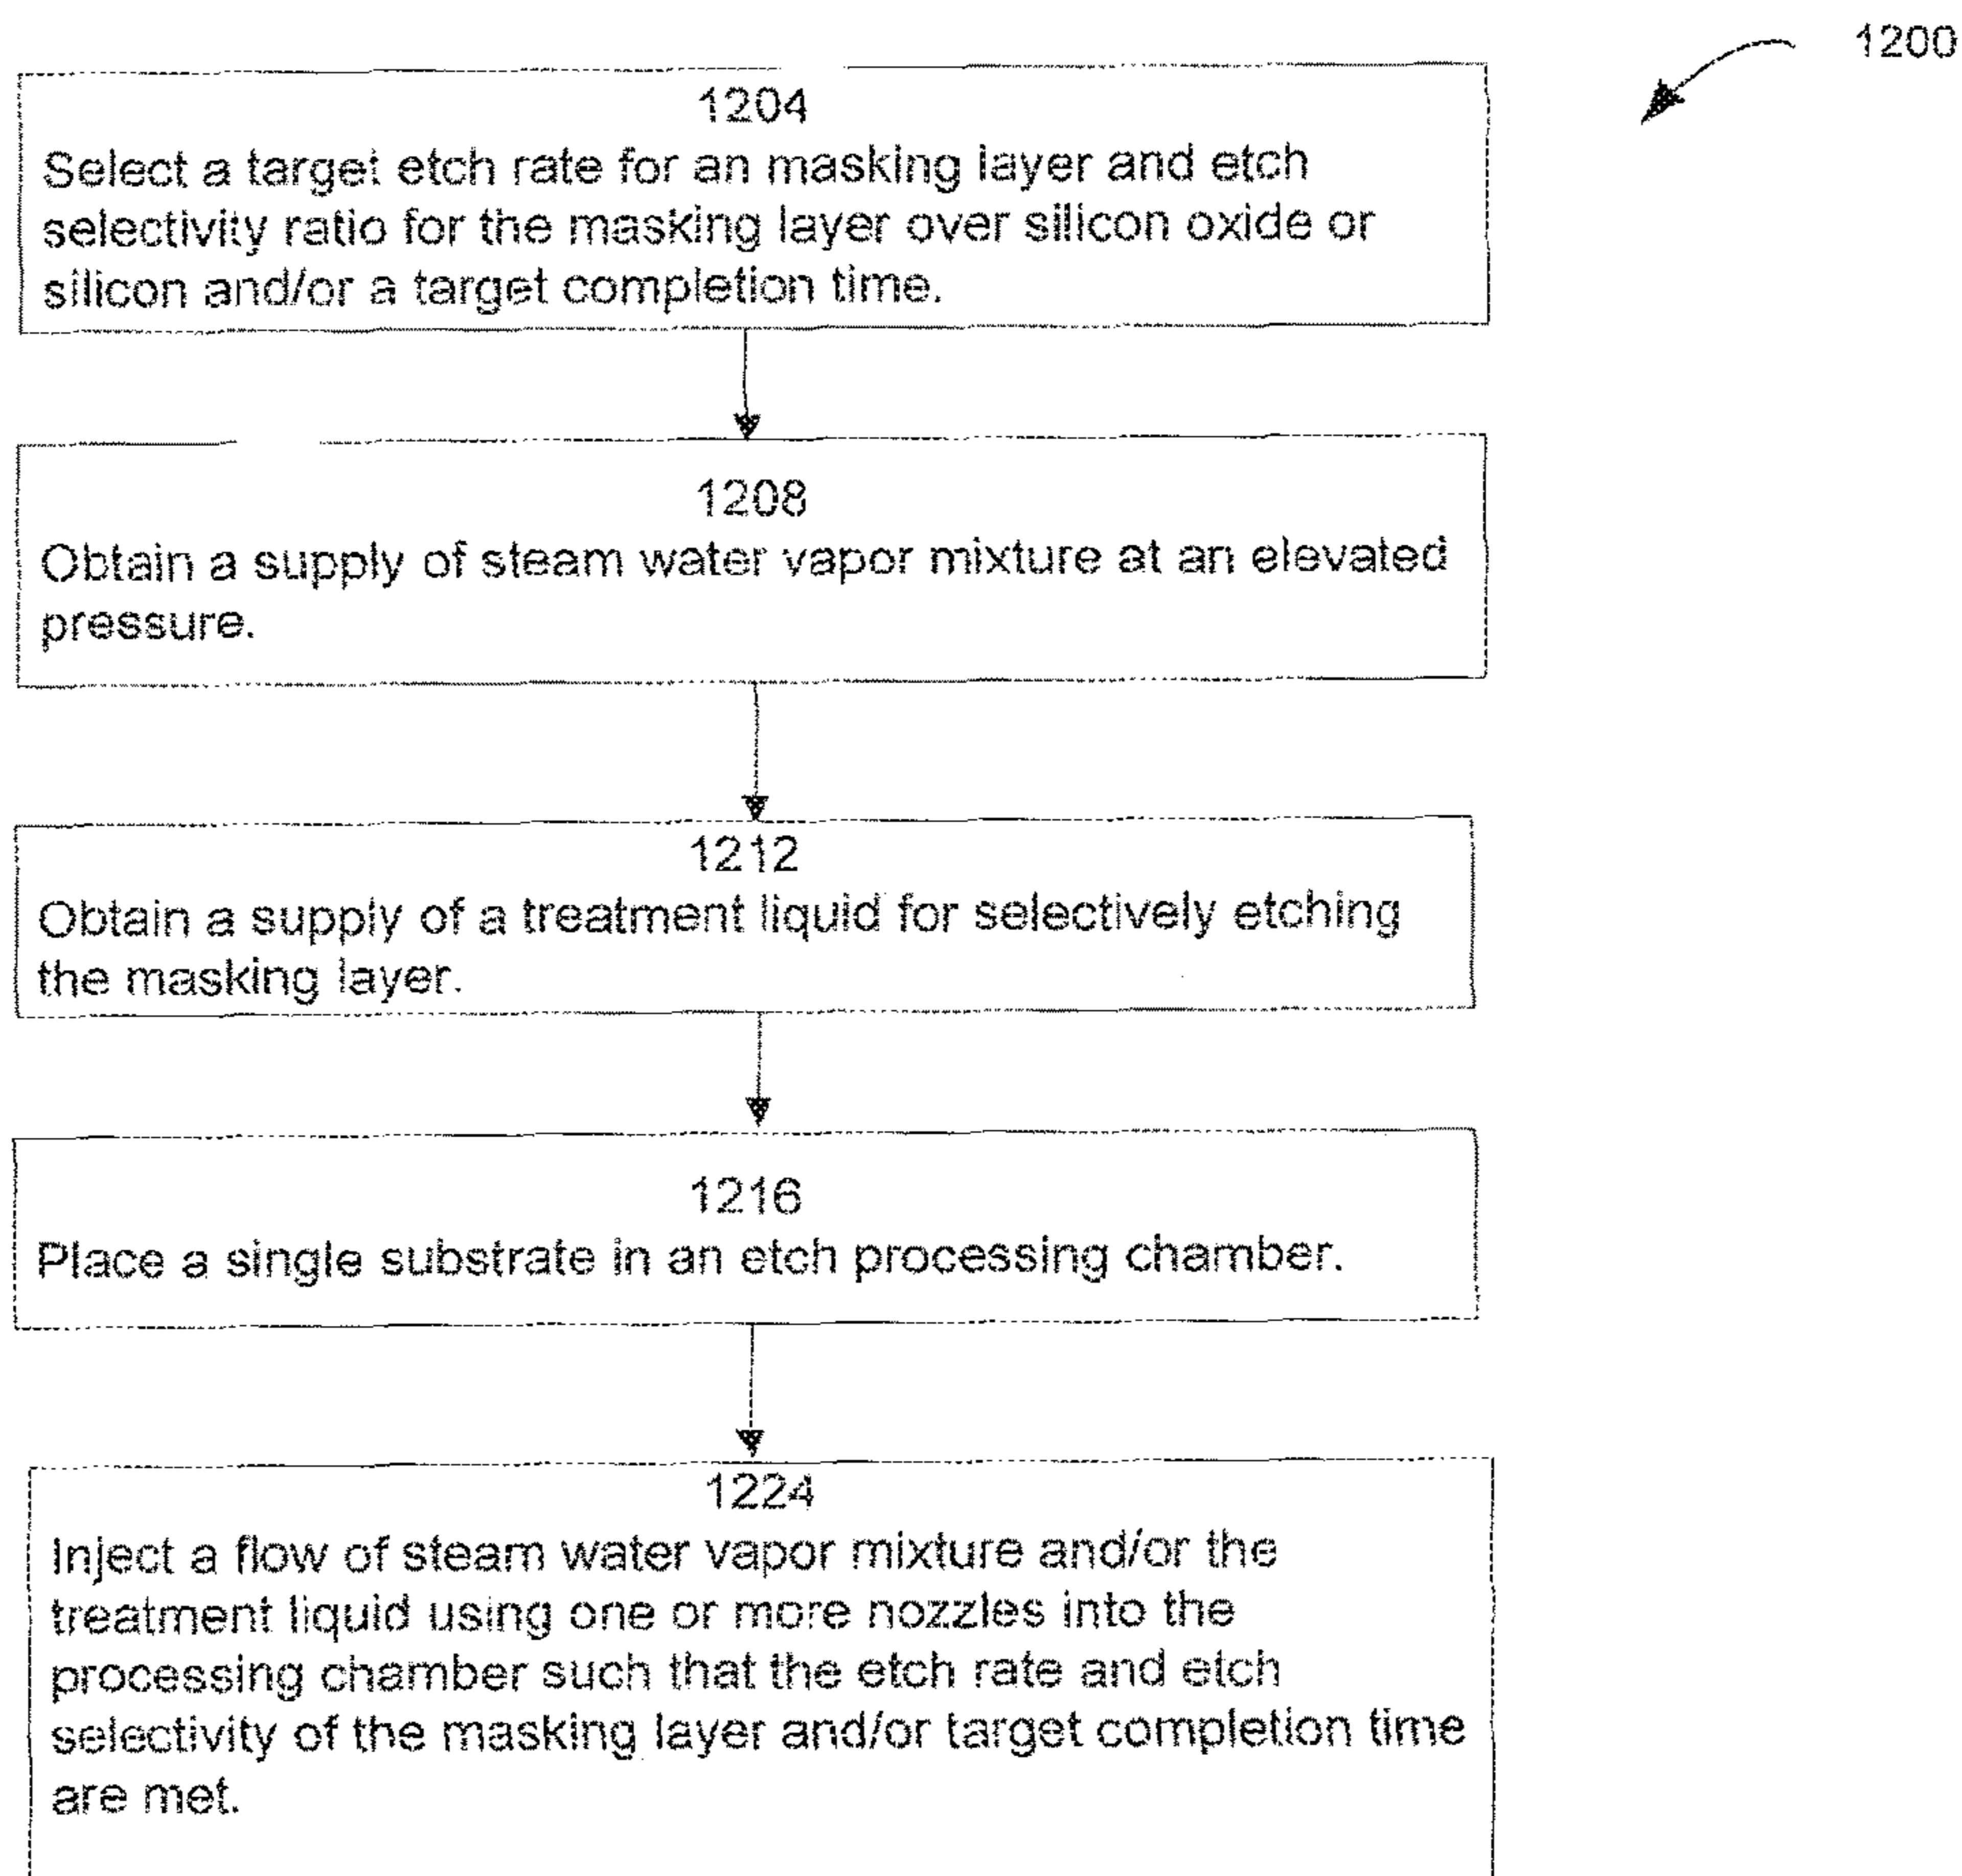 1200
1204
Select a target etch rate for an masking layer and etch
selectivity ratio for the masking layer over silicon oxide or
silicon and/or a target completion time.
1208
Obtain a supply of steam water vapor mixture at an elevated
pressure.
1212
Obtain a supply of a treatment liquid for selectively etching
the masking layer.
1216
Place a single substrate in an etch processing chamber.
1224
Inject a flow of steam water vapor mixture and/or the
treatment liquid using one or more nozzles into the
processing chamber such that the etch rate and etch
selectivity of the masking layer and/or target completion time
are met.